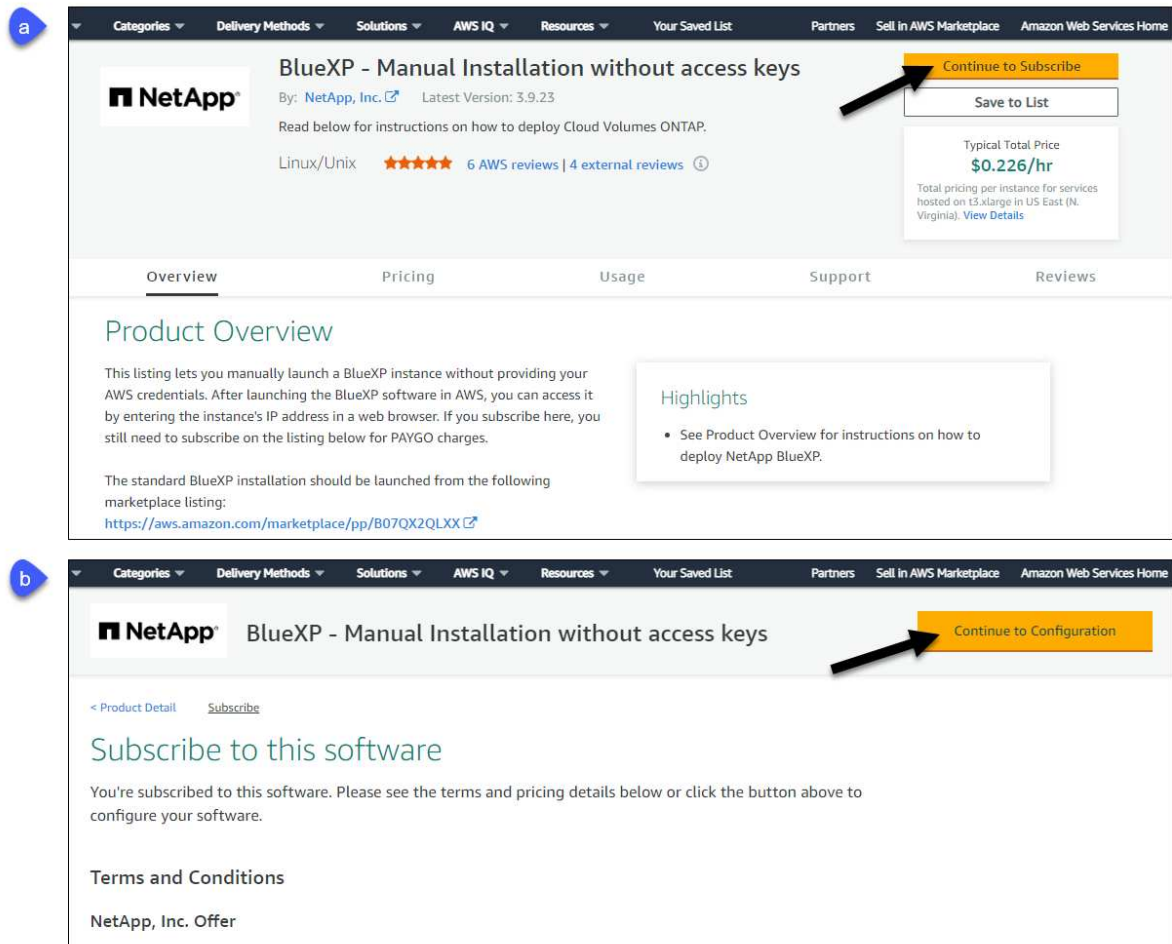 a
Categories Delivery Methods Solutions AWS IQ Resources Your Saved List Partners Sell in AWS Marketplace Amazon Web Services Home
NetApp®
BlueXP - Manual Installation without access keys
By: NetApp, Inc. Latest Version: 3.9.23
Read below for instructions on how to deploy Cloud Volumes ONTAP.
Linux/Unix 6 AWS reviews | 4 external reviews
Continue to Subscribe
Save to List
Typical Total Price
$0.226/hr
Total pricing per instance for services
hosted on t3.xlarge in US East (N.
Virginia). View Details
Overview Pricing Usage Support Reviews
Product Overview
This listing lets you manually launch a BlueXP instance without providing your
AWS credentials. After launching the BlueXP software in AWS, you can access it
by entering the instance's IP address in a web browser. If you subscribe here, you
still need to subscribe on the listing below for PAYGO charges.
The standard BlueXP installation should be launched from the following
marketplace listing:
https://aws.amazon.com/marketplace/pp/B07QX2QLXX
Highlights
• See Product Overview for instructions on how to
deploy NetApp BlueXP.
b
Categories Delivery Methods Solutions AWS IQ Resources Your Saved List Partners Sell in AWS Marketplace Amazon Web Services Home
NetApp®
BlueXP - Manual Installation without access keys
Continue to Configuration
< Product Detail Subscribe
Subscribe to this software
You're subscribed to this software. Please see the terms and pricing details below or click the button above to
configure your software.
Terms and Conditions
NetApp, Inc. Offer